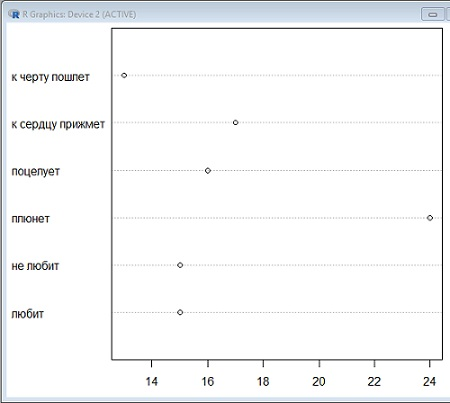 R Graphics: Device 2 (ACTIVE)
к черту пошлет
к сердцу прижмет
поцелует
плюнет
не любит
любит
14 16 18 20 22 24